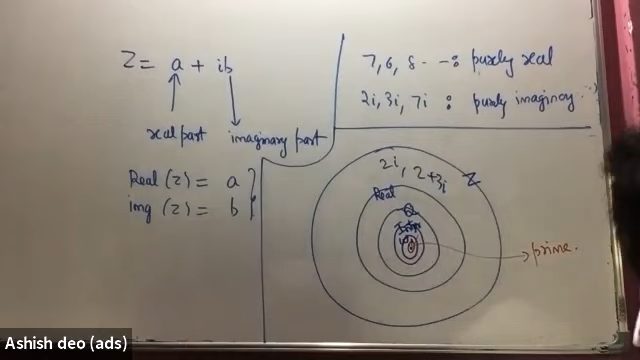 Z = a + ib
real part imaginary part
Real (z) = a
img (z) = b
7, 6, 8 - - : purely real
2i, 3i, 7i : purely imaginary
2i, 2+3i Z
Real
Q
prime.
Ashish deo (ads)